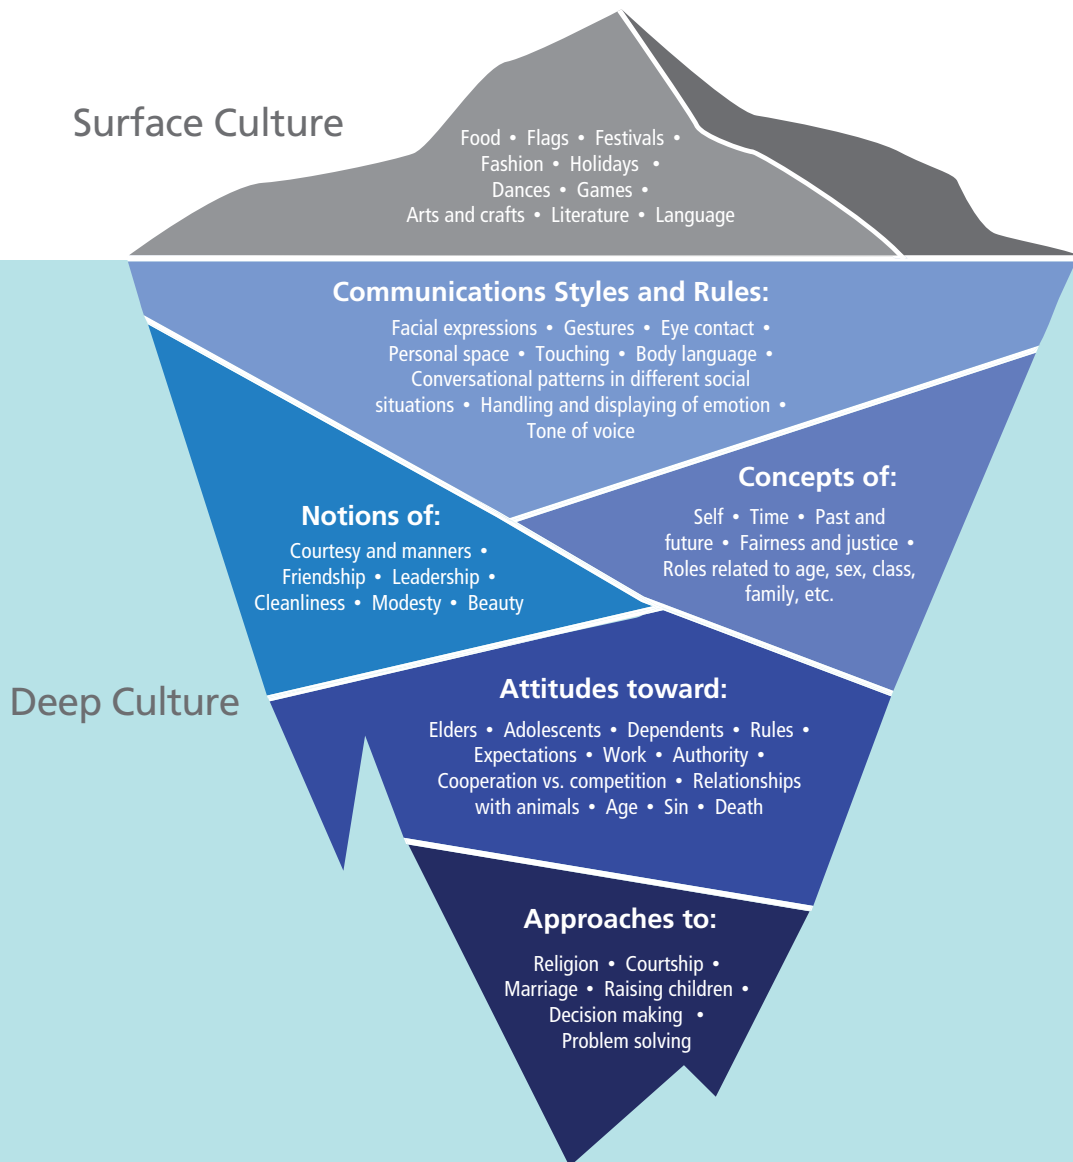 Surface Culture
Food • Flags • Festivals •
Fashion • Holidays •
Dances • Games •
Arts and crafts • Literature • Language
Communications Styles and Rules:
Facial expressions • Gestures • Eye contact •
Personal space • Touching • Body language •
Conversational patterns in different social
situations • Handling and displaying of emotion •
Tone of voice
Notions of:
Courtesy and manners •
Friendship • Leadership •
Cleanliness • Modesty • Beauty
Concepts of:
Self • Time • Past and
future • Fairness and justice •
Roles related to age, sex, class,
family, etc.
Deep Culture
Attitudes toward:
Elders • Adolescents • Dependents • Rules •
Expectations • Work • Authority •
Cooperation vs. competition • Relationships
with animals • Age • Sin • Death
Approaches to:
Religion • Courtship •
Marriage • Raising children •
Decision making •
Problem solving